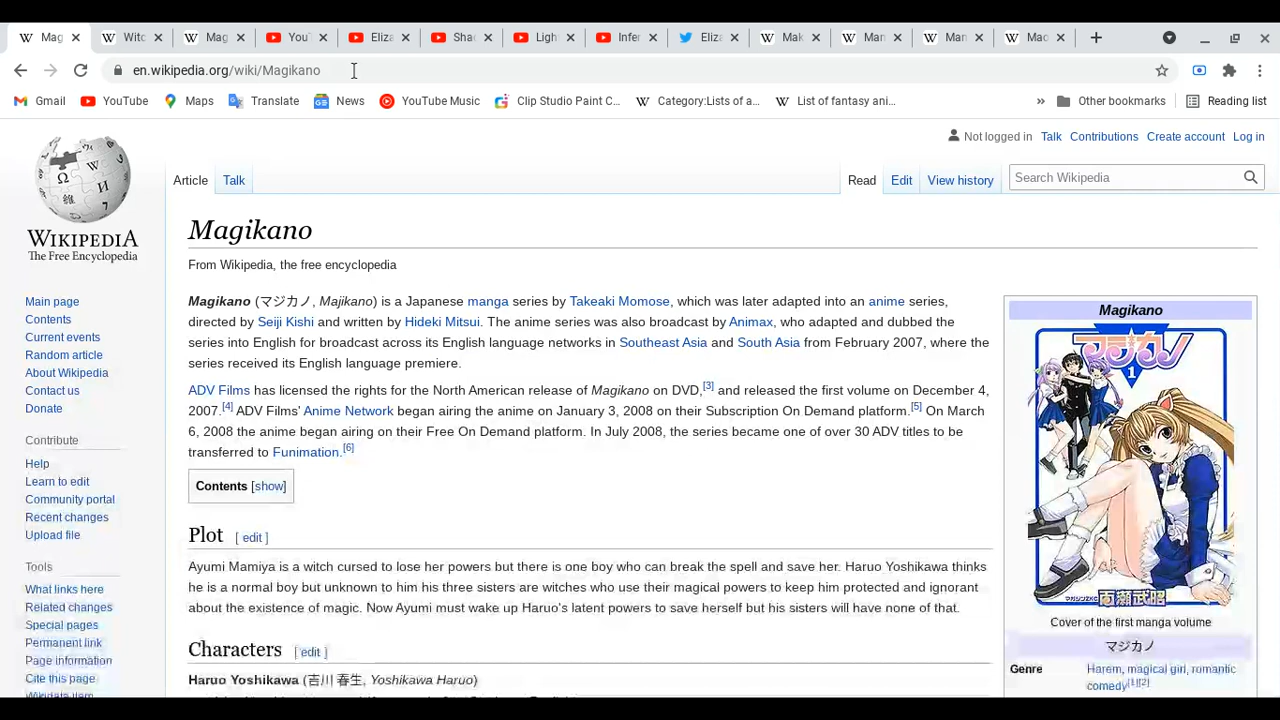 Mag
Witc
Mag
YouT
Eliza
Shad
Ligh
Infer
Eliza
Mak
Man
Man
Mao
en.wikipedia.org/wiki/Magikano
Gmail
YouTube
Maps
Translate
News
YouTube Music
Clip Studio Paint C...
Category:Lists of a...
List of fantasy ani...
»
Other bookmarks
Reading list
Not logged in Talk Contributions Create account Log in
Article Talk
Read Edit View history
Search Wikipedia
WIKIPEDIA
The Free Encyclopedia
Main page
Contents
Current events
Random article
About Wikipedia
Contact us
Donate
Contribute
Help
Learn to edit
Community portal
Recent changes
Upload file
Tools
What links here
Related changes
Special pages
Permanent link
Page information
Cite this page
Wikidata item
Magikano
From Wikipedia, the free encyclopedia
Magikano (マジカノ, Majikano) is a Japanese manga series by Takeaki Momose, which was later adapted into an anime series,
directed by Seiji Kishi and written by Hideki Mitsui. The anime series was also broadcast by Animax, who adapted and dubbed the
series into English for broadcast across its English language networks in Southeast Asia and South Asia from February 2007, where the
series received its English language premiere.
ADV Films has licensed the rights for the North American release of Magikano on DVD,[3] and released the first volume on December 4,
2007.[4] ADV Films' Anime Network began airing the anime on January 3, 2008 on their Subscription On Demand platform.[5] On March
6, 2008 the anime began airing on their Free On Demand platform. In July 2008, the series became one of over 30 ADV titles to be
transferred to Funimation.[6]
Contents [show]
Plot [ edit ]
Ayumi Mamiya is a witch cursed to lose her powers but there is one boy who can break the spell and save her. Haruo Yoshikawa thinks
he is a normal boy but unknown to him his three sisters are witches who use their magical powers to keep him protected and ignorant
about the existence of magic. Now Ayumi must wake up Haruo's latent powers to save herself but his sisters will have none of that.
Characters [ edit ]
Haruo Yoshikawa (吉川 春生, Yoshikawa Haruo)
Magikano
マジカノ
1
百瀬武昭
Cover of the first manga volume
マジカノ
Genre
Harem, magical girl, romantic
comedy[1][2]